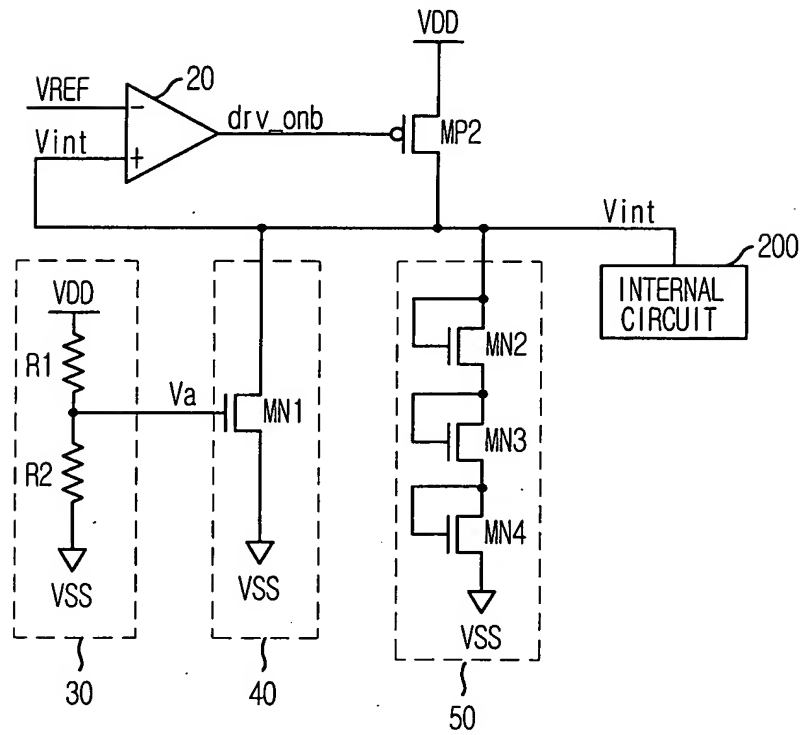 VDD
20
VREF
−
drv_onb
MP2
Vint
+
Vint
200
INTERNAL
CIRCUIT
VDD
R1
Va
MN1
R2
VSS
VSS
MN2
MN3
MN4
VSS
30
40
50